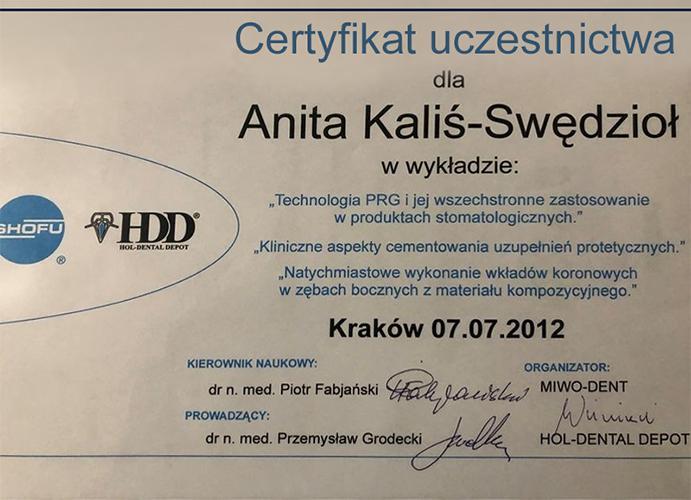 Certyfikat uczestnictwa
dla
Anita Kaliś-Swędzioł
w wykładzie:
„Technologia PRG i jej wszechstronne zastosowanie
w produktach stomatologicznych.”
„Kliniczne aspekty cementowania uzupełnień protetycznych.”
„Natychmiastowe wykonanie wkładów koronowych
w zębach bocznych z materiału kompozycyjnego.”
SHOFU
®
HDD®
HOL-DENTAL DEPOT
Kraków 07.07.2012
KIEROWNIK NAUKOWY:
dr n. med. Piotr Fabjański
PROWADZĄCY:
dr n. med. Przemysław Grodecki
ORGANIZATOR:
MIWO-DENT
HOL-DENTAL DEPOT